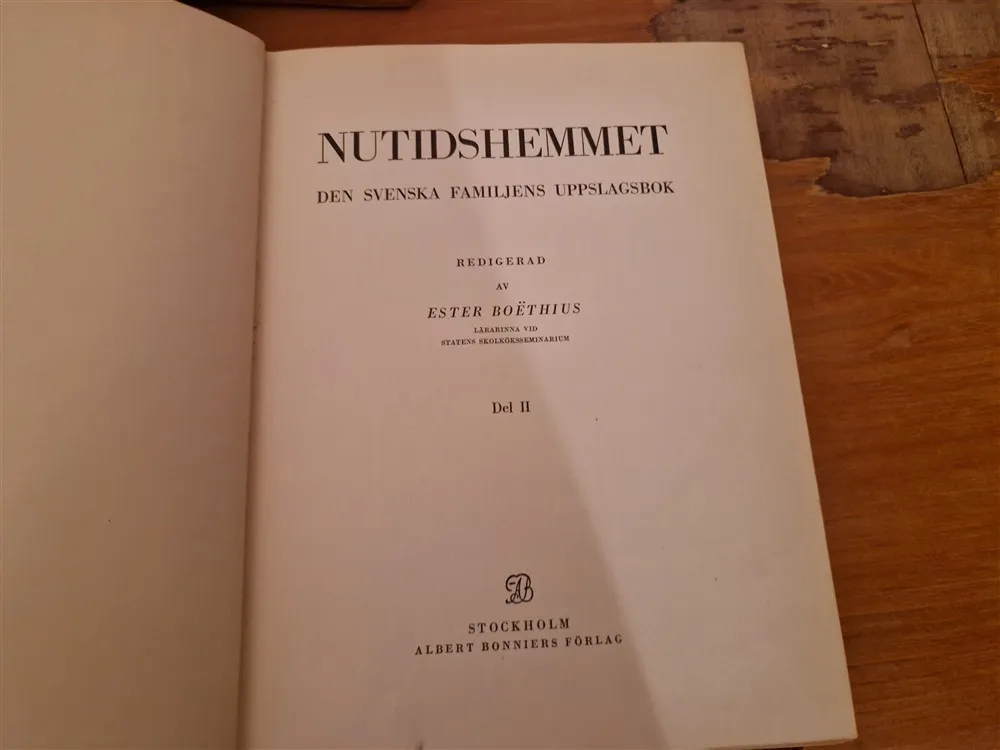 NUTIDSHEMMET
DEN SVENSKA FAMILJENS UPPSLAGSBOK
REDIGERAD
AV
ESTER BOËTHIUS
LÄRARINNA VID
STATENS SKOLKÖKSSEMINARIUM
Del II
AB
STOCKHOLM
ALBERT BONNIERS FÖRLAG